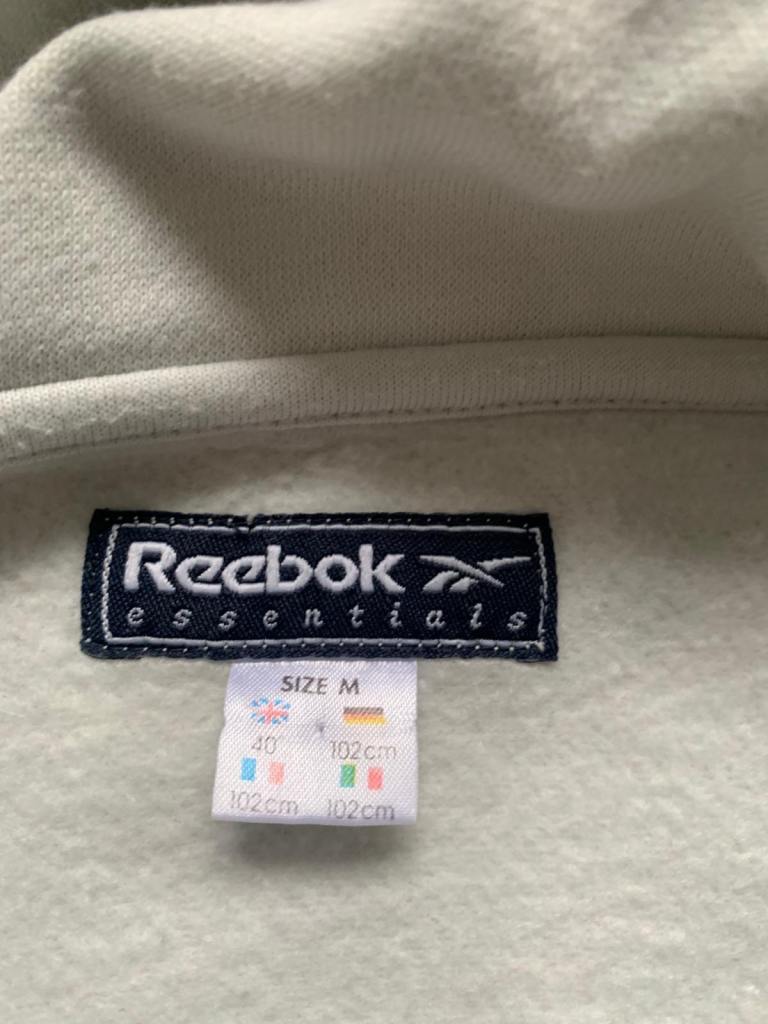 Reebok
essentials
SIZE M
40"
102cm
102cm
102cm